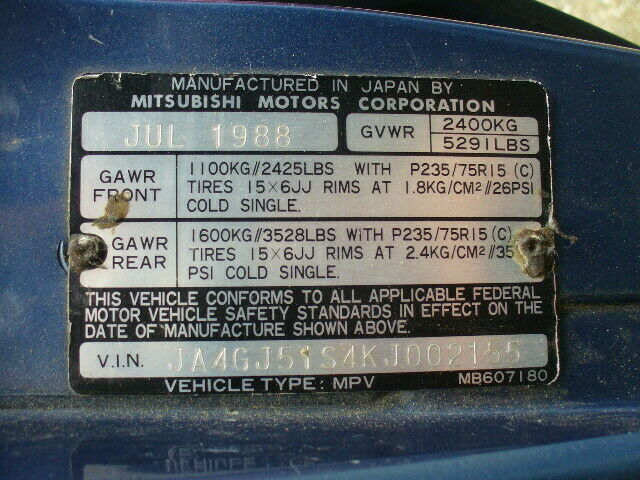 MANUFACTURED IN JAPAN BY
MITSUBISHI MOTORS CORPORATION
JUL 1988
GVWR 2400KG
5291LBS
GAWR FRONT
1100KG//2425LBS WITH P235/75R15 (C)
TIRES 15×6JJ RIMS AT 1.8KG/CM²//26PSI
COLD SINGLE.
GAWR REAR
1600KG//3528LBS WITH P235/75R15 (C)
TIRES 15×6JJ RIMS AT 2.4KG/CM²//35
PSI COLD SINGLE.
THIS VEHICLE CONFORMS TO ALL APPLICABLE FEDERAL
MOTOR VEHICLE SAFETY STANDARDS IN EFFECT ON THE
DATE OF MANUFACTURE SHOWN ABOVE.
V.I.N. JA4GJ51S4KJ002155
VEHICLE TYPE: MPV MB607180